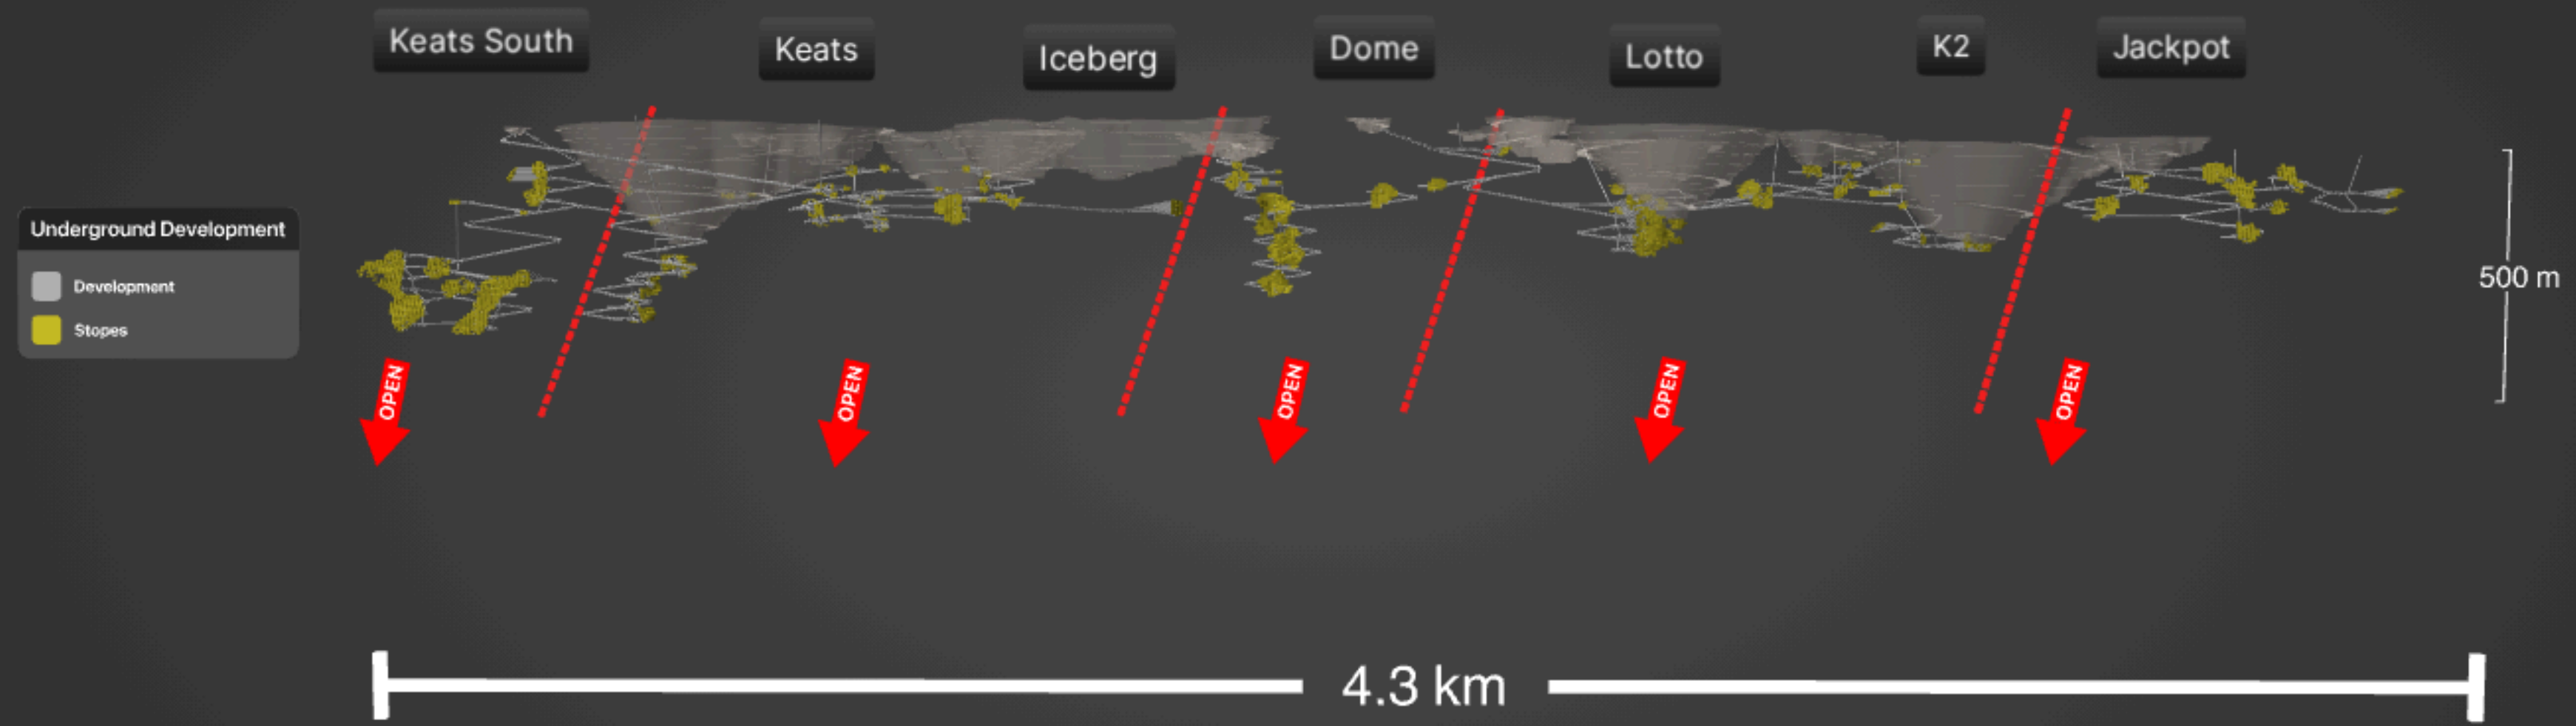 Keats South
Keats
Iceberg
Dome
Lotto
K2
Jackpot
Underground Development
Development
Stopes
500 m
OPEN
OPEN
OPEN
OPEN
OPEN
4.3 km